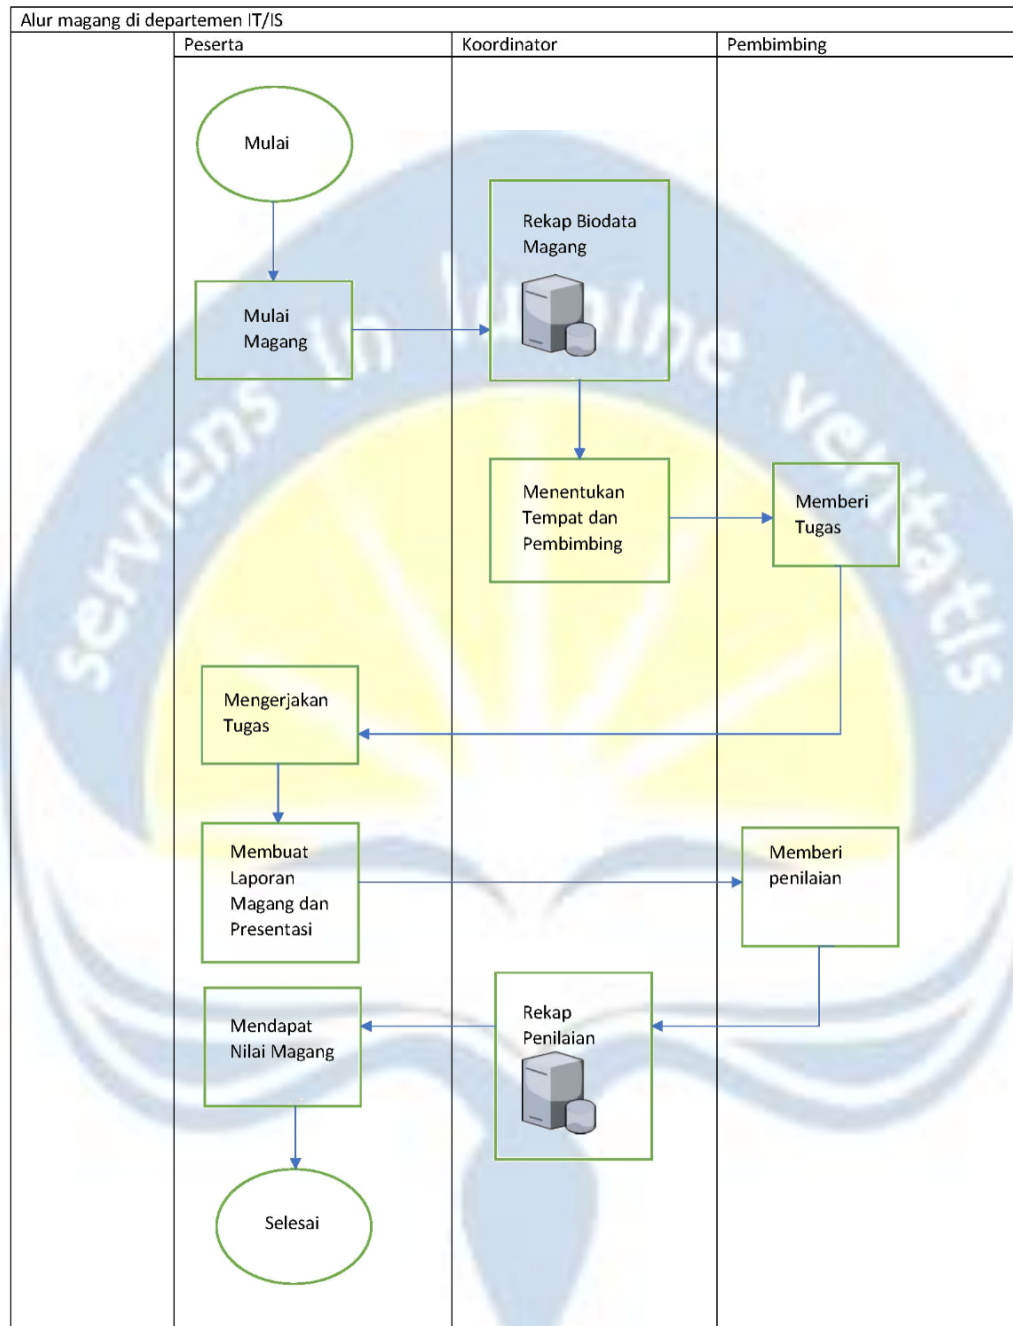 Alur magang di departemen IT/IS
Peserta
Koordinator
Pembimbing
Mulai
Rekap Biodata
Magang
Mulai
Magang
Menentukan
Tempat dan
Pembimbing
Memberi
Tugas
Mengerjakan
Tugas
Membuat
Laporan
Magang dan
Presentasi
Memberi
penilaian
Rekap
Penilaian
Mendapat
Nilai Magang
Selesai
serviens in lumine veritatis